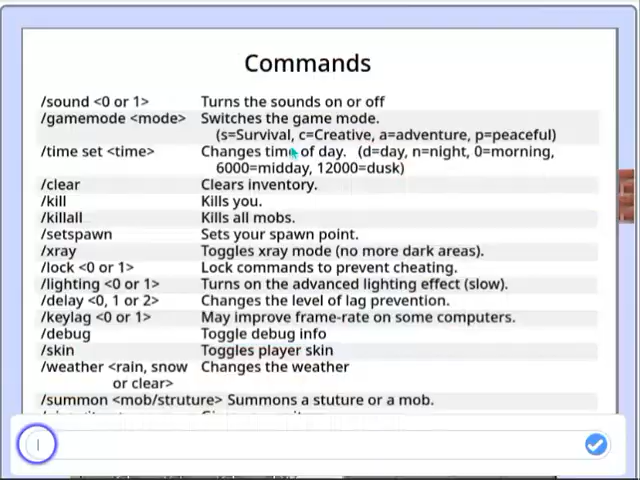 Commands
/sound <0 or 1> Turns the sounds on or off
/gamemode <mode> Switches the game mode.
(s=Survival, c=Creative, a=adventure, p=peaceful)
/time set <time> Changes time of day. (d=day, n=night, 0=morning,
6000=midday, 12000=dusk)
/clear Clears inventory.
/kill Kills you.
/killall Kills all mobs.
/setspawn Sets your spawn point.
/xray Toggles xray mode (no more dark areas).
/lock <0 or 1> Lock commands to prevent cheating.
/lighting <0 or 1> Turns on the advanced lighting effect (slow).
/delay <0, 1 or 2> Changes the level of lag prevention.
/keylag <0 or 1> May improve frame-rate on some computers.
/debug Toggle debug info
/skin Toggles player skin
/weather <rain, snow Changes the weather
or clear>
/summon <mob/struture> Summons a stuture or a mob.